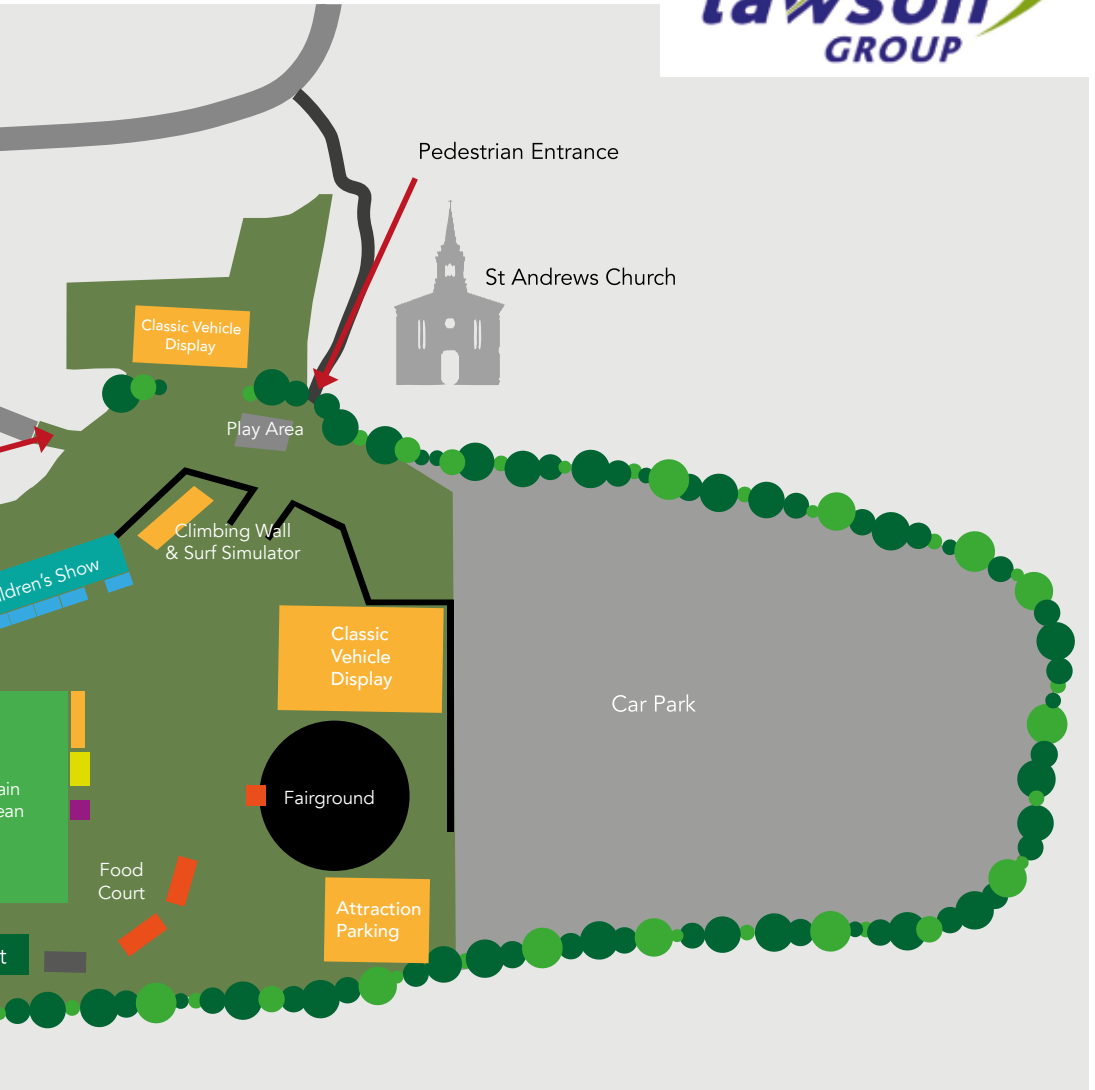 GROUP
Pedestrian Entrance
St Andrews Church
Classic Vehicle
Display
Play Area
Climbing Wall
& Surf Simulator
Classic
Vehicle
Display
Car Park
Fairground
Food
Court
Attraction
Parking